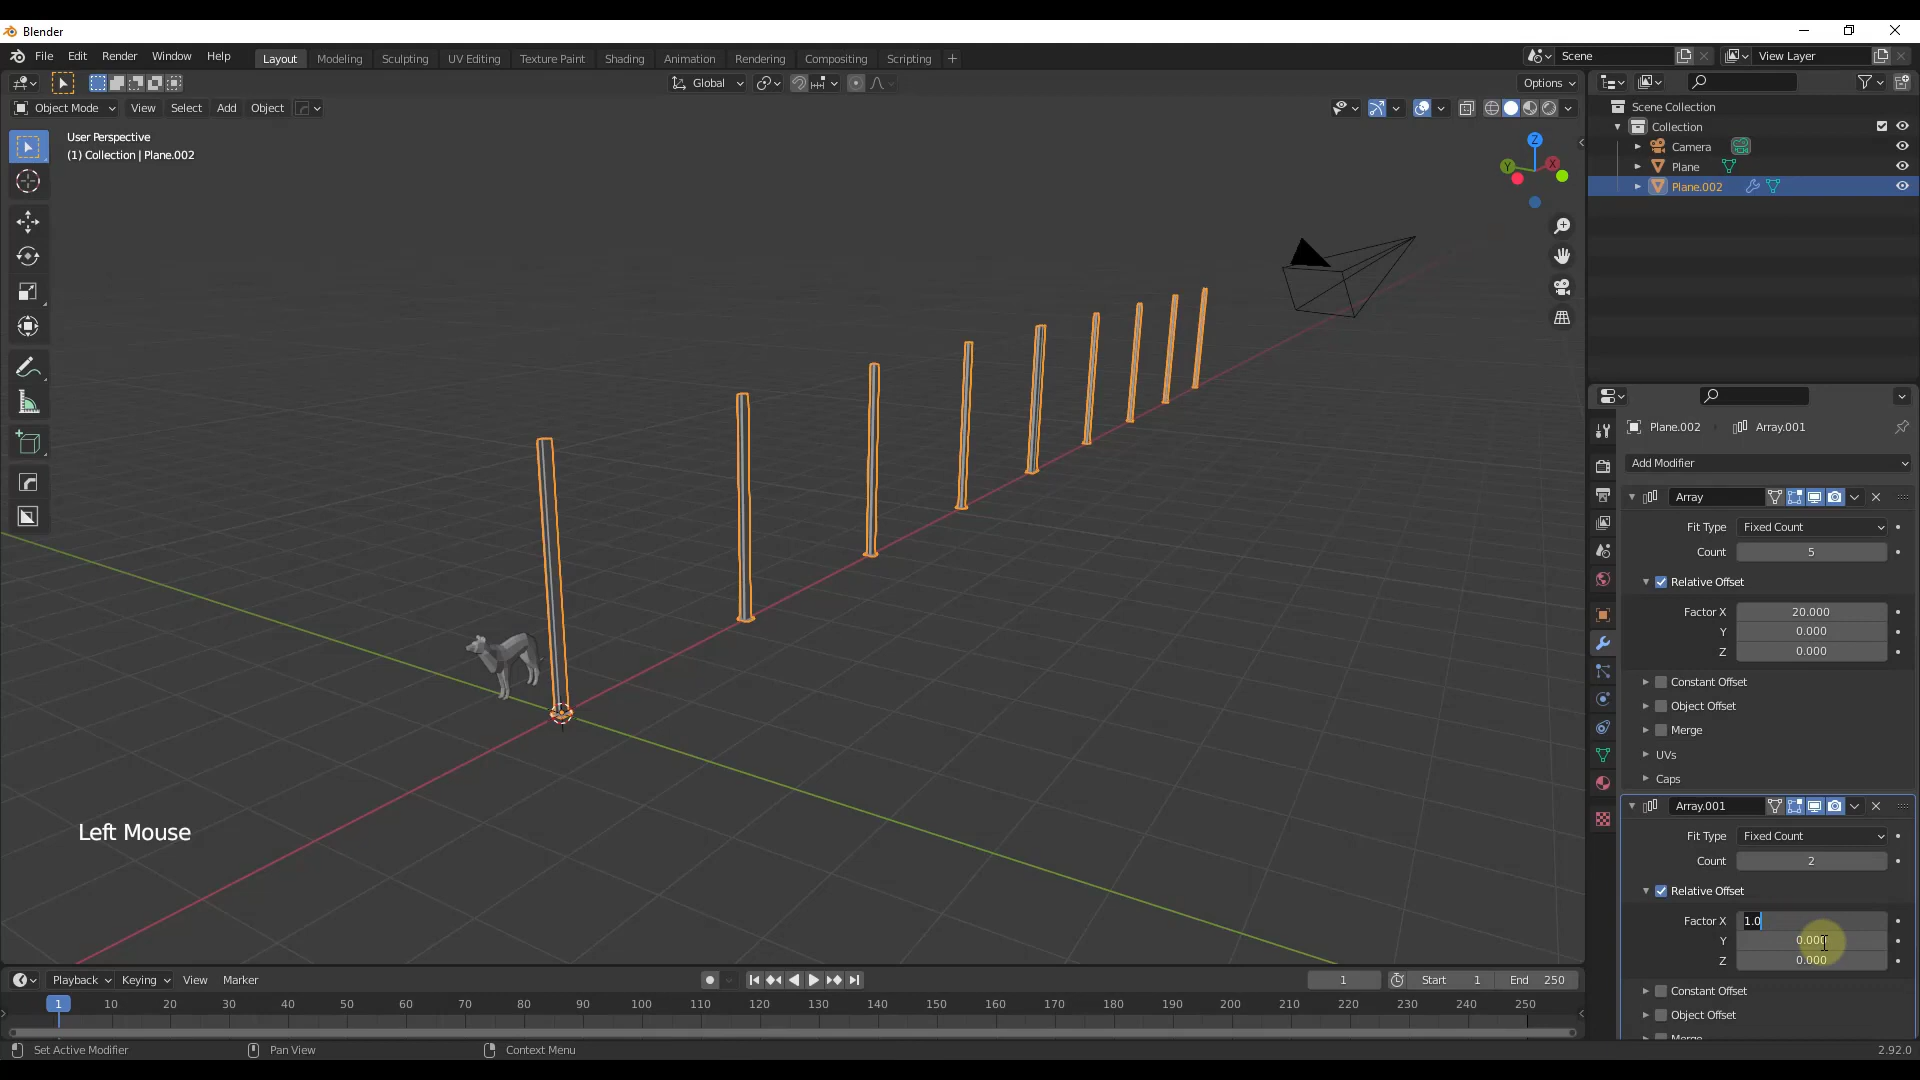 Blender
File Edit Render Window Help Layout Modeling Sculpting UV Editing Texture Paint Shading Animation Rendering Compositing Scripting + Scene View Layer
Global Options
Object Mode View Select Add Object
User Perspective
(1) Collection | Plane.002
Z
Y X
Left Mouse
Scene Collection
Collection
Camera
Plane
Plane.002
Plane.002 Array.001
Add Modifier
Array
Fit Type Fixed Count
Count 5
Relative Offset
Factor X 20.000
Y 0.000
Z 0.000
Constant Offset
Object Offset
Merge
UVs
Caps
Array.001
Fit Type Fixed Count
Count 2
Relative Offset
Factor X 1.0
Y 0.000
Z 0.000
Constant Offset
Object Offset
Merge
Playback Keying View Marker 1 Start 1 End 250
1 10 20 30 40 50 60 70 80 90 100 110 120 130 140 150 160 170 180 190 200 210 220 230 240 250
Set Active Modifier Pan View Context Menu 2.92.0